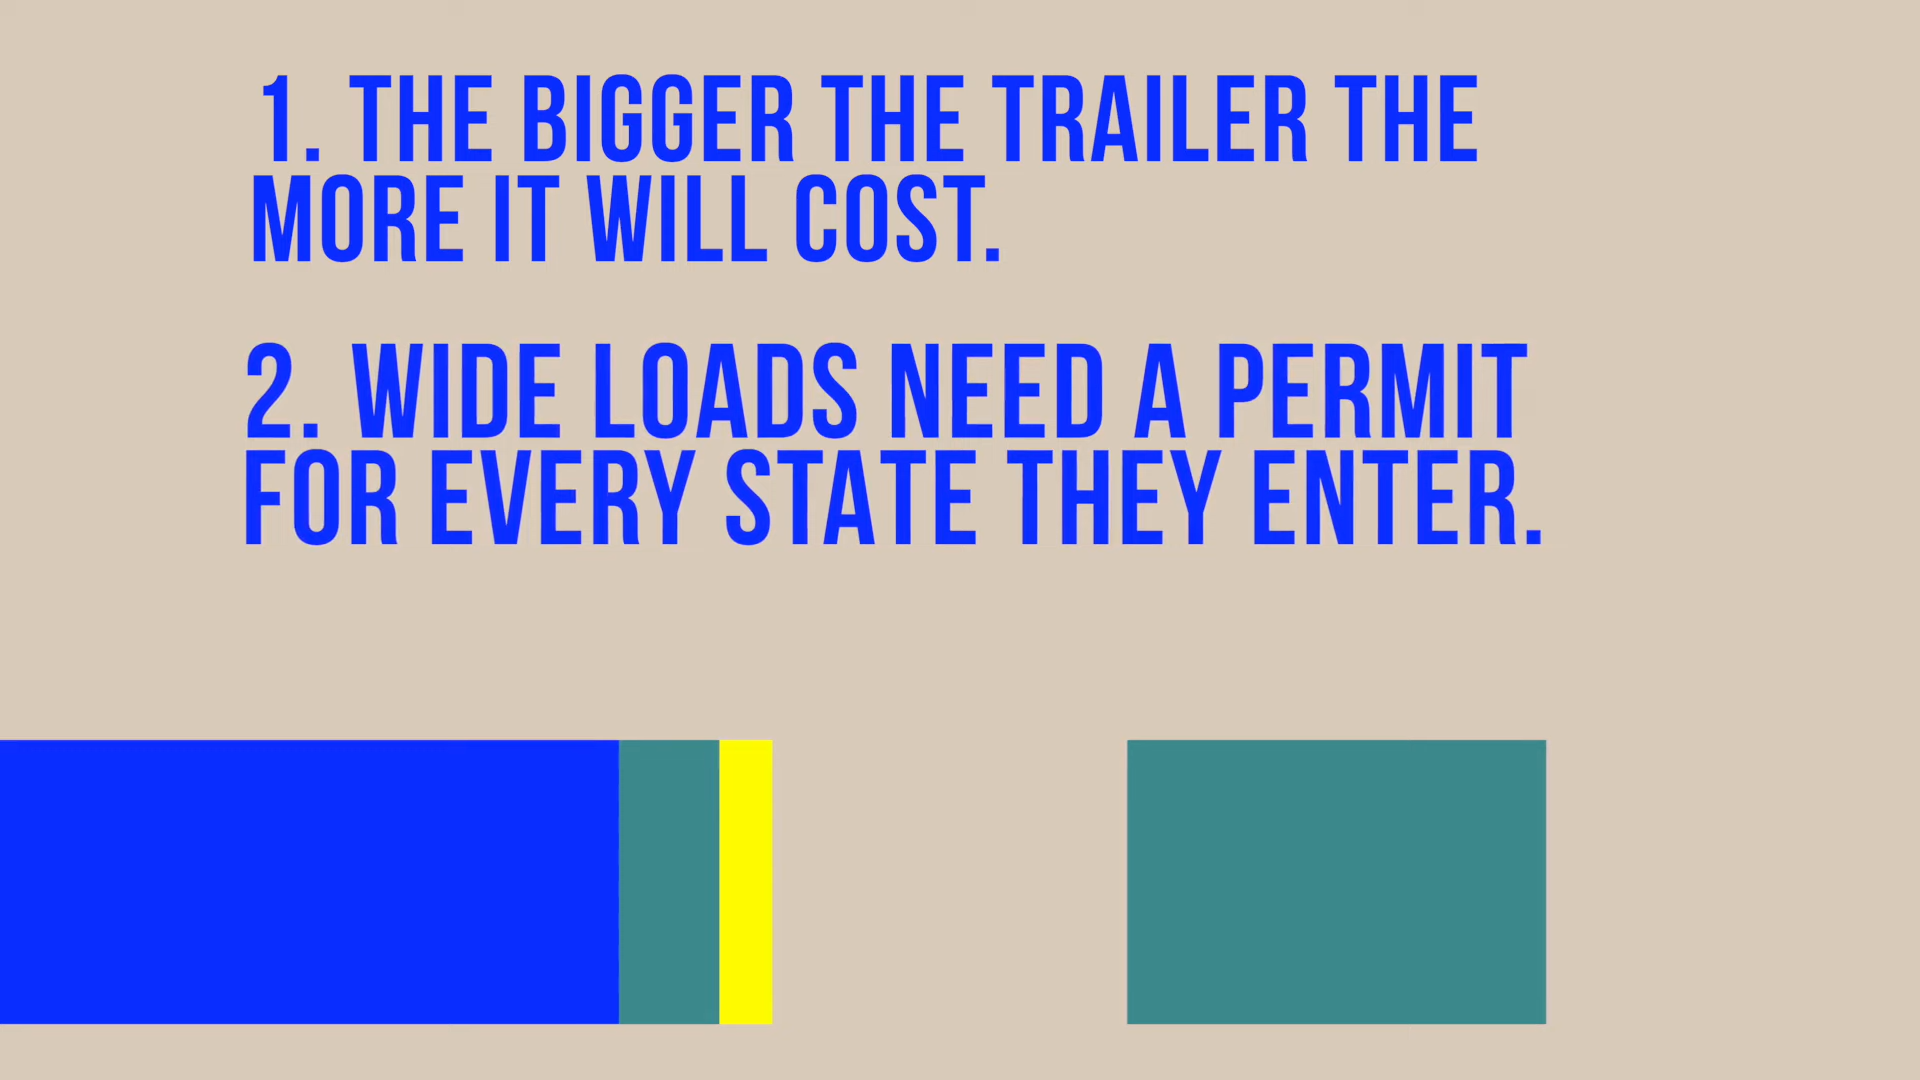 1. THE BIGGER THE TRAILER THE
MORE IT WILL COST.
2. WIDE LOADS NEED A PERMIT
FOR EVERY STATE THEY ENTER.